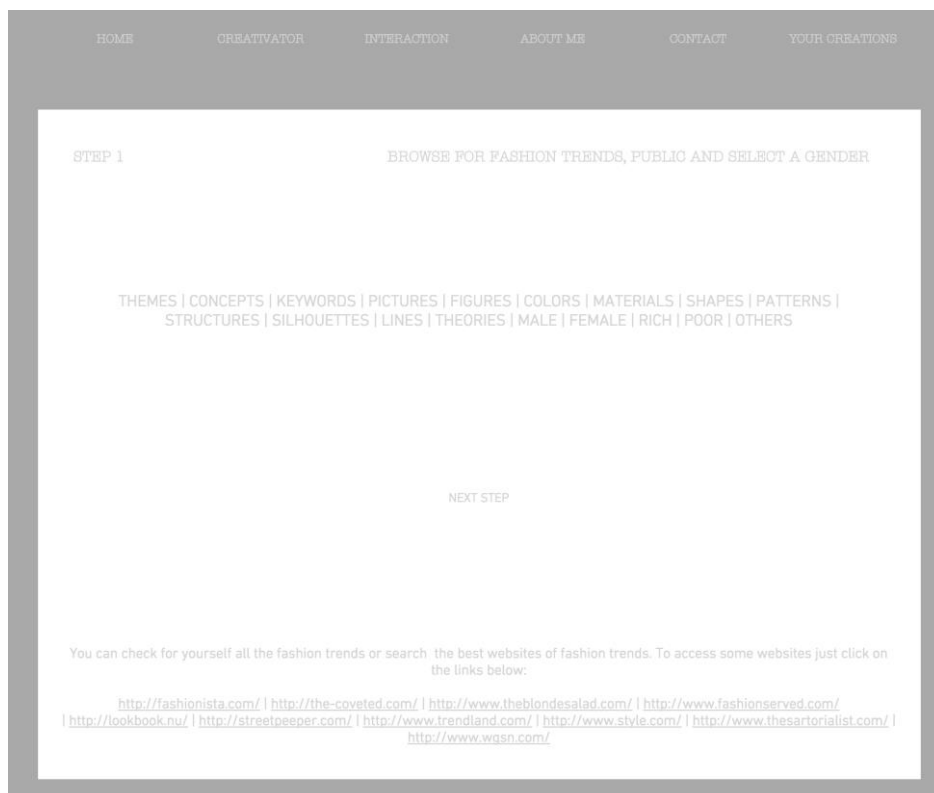 HOME CREATIVATOR INTERACTION ABOUT ME CONTACT YOUR CREATIONS
STEP 1 BROWSE FOR FASHION TRENDS, PUBLIC AND SELECT A GENDER
THEMES | CONCEPTS | KEYWORDS | PICTURES | FIGURES | COLORS | MATERIALS | SHAPES | PATTERNS |
STRUCTURES | SILHOUETTES | LINES | THEORIES | MALE | FEMALE | RICH | POOR | OTHERS
NEXT STEP
You can check for yourself all the fashion trends or search the best websites of fashion trends. To access some websites just click on
the links below:
http://fashionista.com/ | http://the-coveted.com/ | http://www.theblondesalad.com/ | http://www.fashionserved.com/
| http://lookbook.nu/ | http://streetpeeper.com/ | http://www.trendland.com/ | http://www.style.com/ | http://www.thesartorialist.com/ |
http://www.wgsn.com/